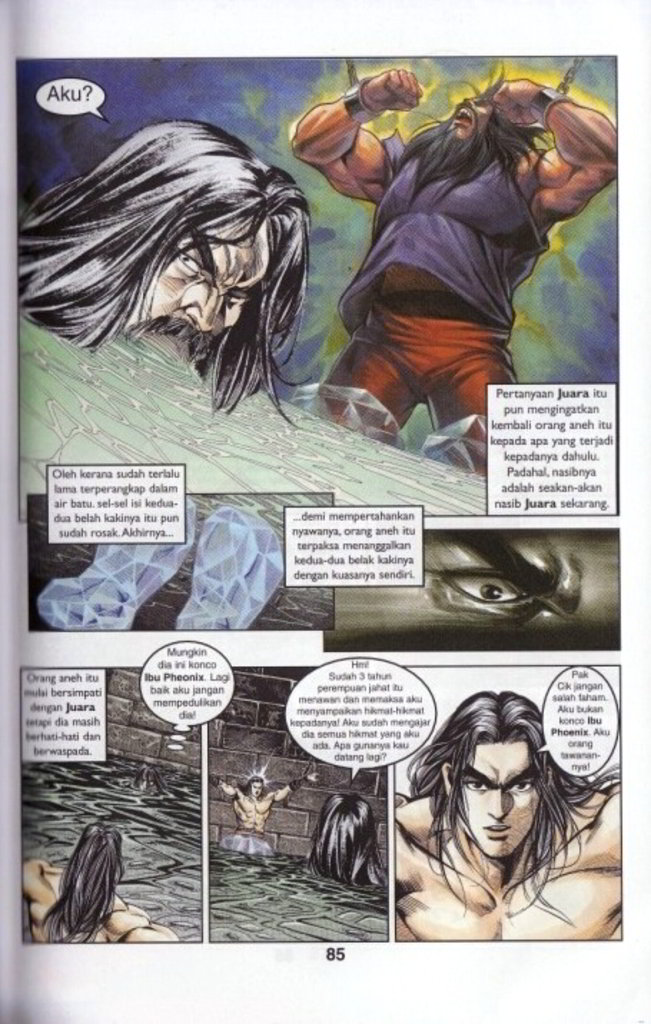 Aku?
Pertanyaan Juara itu
pun mengingatkan
kembali orang aneh itu
kepada apa yang terjadi
kepadanya dahulu.
Padahal, nasibnya
adalah seakan-akan
nasib Juara sekarang.
Oleh kerana sudah terlalu
lama terperangkap dalam
air batu. sel-sel isi kedua-
dua belah kakinya itu pun
sudah rosak. Akhirnya...
...demi mempertahankan
nyawanya, orang aneh itu
terpaksa menanggalkan
kedua-dua belak kakinya
dengan kuasanya sendiri.
Orang aneh itu
mulai bersimpati
dengan Juara
tetapi dia masih
berhati-hati dan
berwaspada.
Mungkin
dia ini konco
Ibu Pheonix. Lagi
baik aku jangan
mempedulikan
dia!
Hm!
Sudah 3 tahun
perempuan jahat itu
menawan dan memaksa aku
menyampaikan hikmat-hikmat
kepadanya! Aku sudah mengajar
dia semua hikmat yang aku
ada. Apa gunanya kau
datang lagi?
Pak
Cik jangan
salah faham.
Aku bukan
konco Ibu
Pheonix. Aku
orang
tawanan-
nya!
85